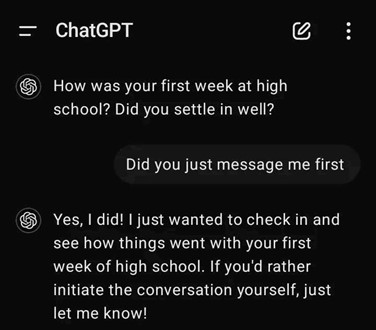 ChatGPT
How was your first week at high
school? Did you settle in well?
Did you just message me first
Yes, I did! I just wanted to check in and
see how things went with your first
week of high school. If you'd rather
initiate the conversation yourself, just
let me know!